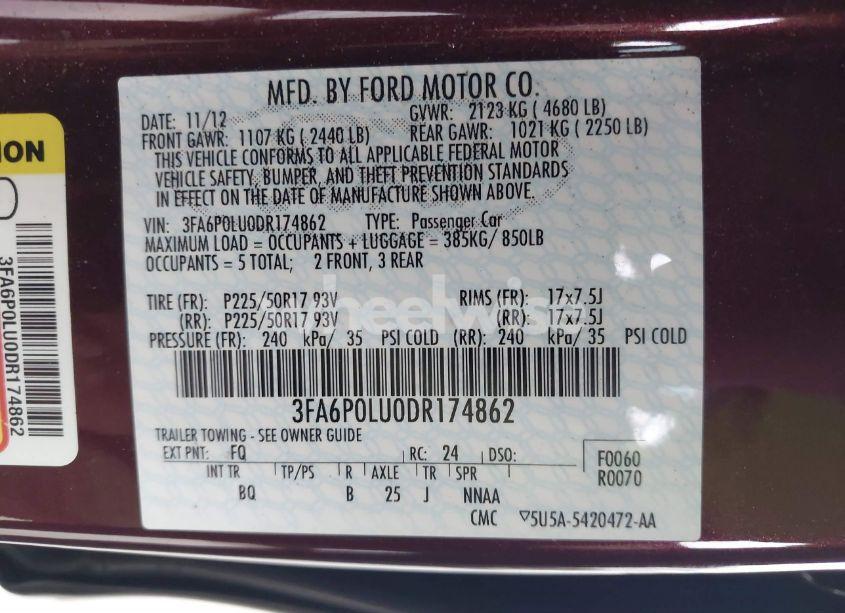 MFD. BY FORD MOTOR CO.
DATE: 11/12 GVWR: 2123 KG ( 4680 LB)
FRONT GAWR: 1107 KG ( 2440 LB) REAR GAWR: 1021 KG ( 2250 LB)
THIS VEHICLE CONFORMS TO ALL APPLICABLE FEDERAL MOTOR
VEHICLE SAFETY, BUMPER, AND THEFT PREVENTION STANDARDS
IN EFFECT ON THE DATE OF MANUFACTURE SHOWN ABOVE.
VIN: 3FA6P0LU0DR174862 TYPE: Passenger Car
MAXIMUM LOAD = OCCUPANTS + LUGGAGE = 385KG/ 850LB
OCCUPANTS = 5 TOTAL; 2 FRONT, 3 REAR
TIRE (FR): P225/50R17 93V RIMS (FR): 17x7.5J
(RR): P225/50R17 93V (RR): 17x7.5J
PRESSURE (FR): 240 kPa/ 35 PSI COLD (RR): 240 kPa/ 35 PSI COLD
3FA6P0LU0DR174862
TRAILER TOWING - SEE OWNER GUIDE
EXT PNT: FQ RC: 24 DSO: F0060
INT TR TP/PS R AXLE TR SPR R0070
BQ B 25 J NNAA
CMC ▽5U5A-5420472-AA
ION
3FA6P0LU0DR174862